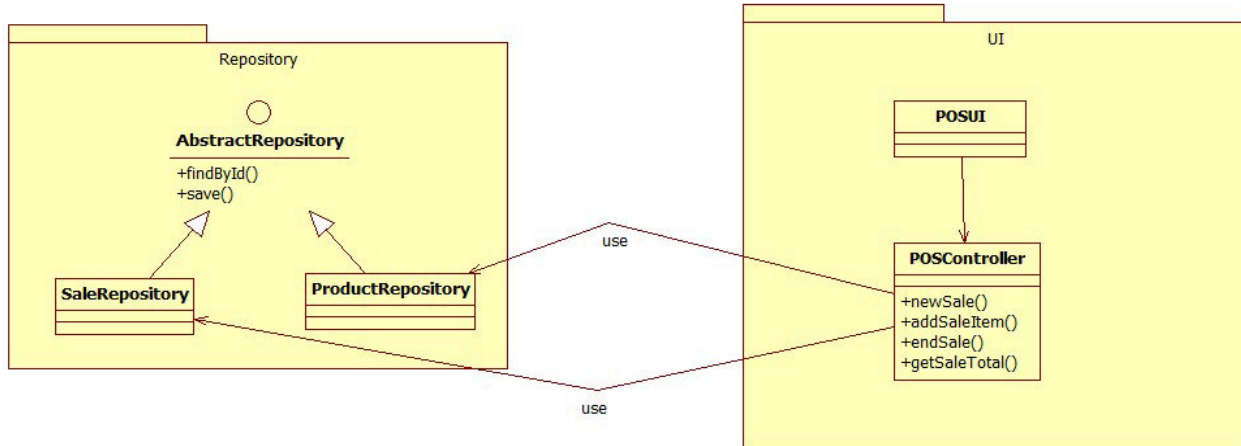 Repository
AbstractRepository
+findById()
+save()
SaleRepository
ProductRepository
use
use
UI
POSUI
POSController
+newSale()
+addSaleItem()
+endSale()
+getSaleTotal()